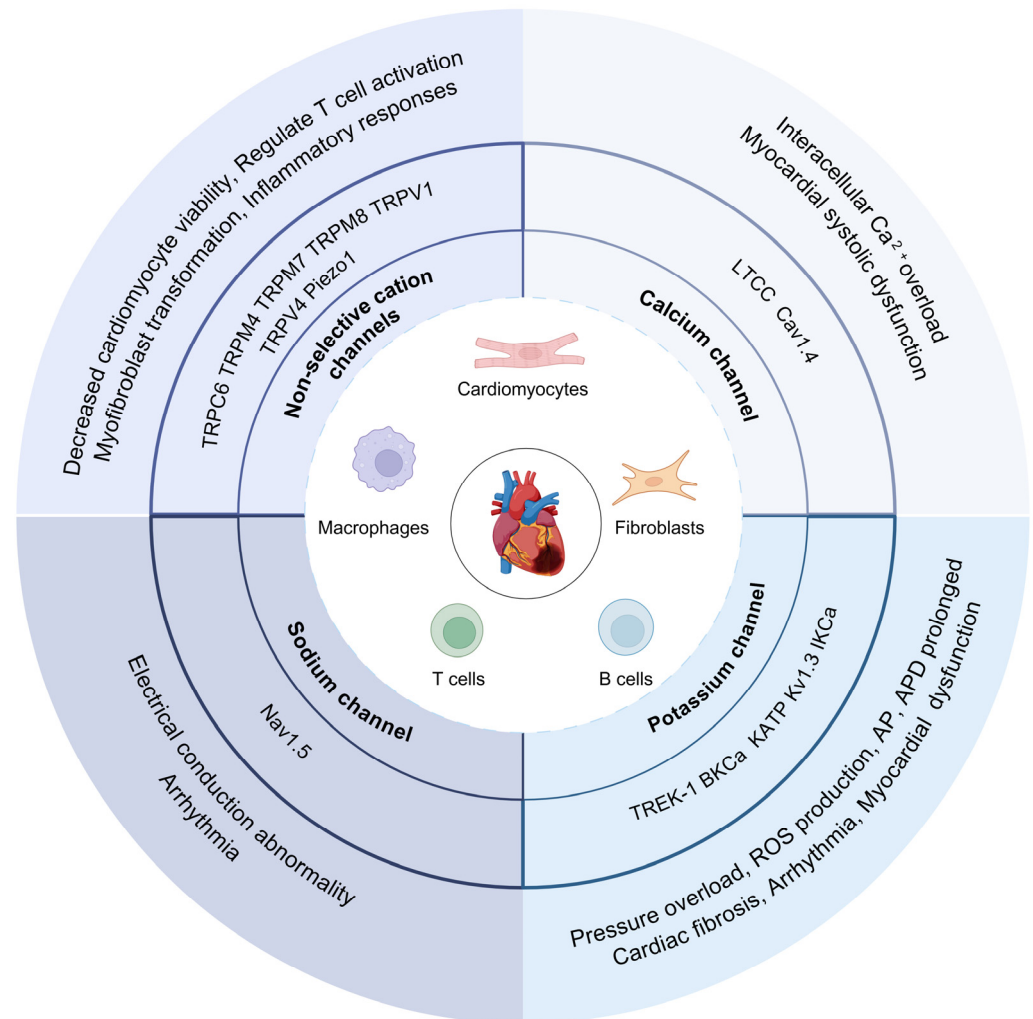 Decreased cardiomyocyte viability, Regulate T cell activation
Myofibroblast transformation, Inflammatory responses
TRPC6 TRPM4 TRPM7 TRPM8 TRPV1
TRPV4 Piezo1
Non-selective cation
channels
Interacellular Ca²⁺overload
Myocardial systolic dysfunction
LTCC Cav1.4
Calcium channel
Cardiomyocytes
Macrophages
Fibroblasts
T cells
B cells
Sodium channel
Nav1.5
Electrical conduction abnormality
Arrhythmia
Potassium channel
TREK-1 BKCa KATP Kv1.3 IKCa
Pressure overload, ROS production, AP, APD prolonged
Cardiac fibrosis, Arrhythmia, Myocardial dysfunction